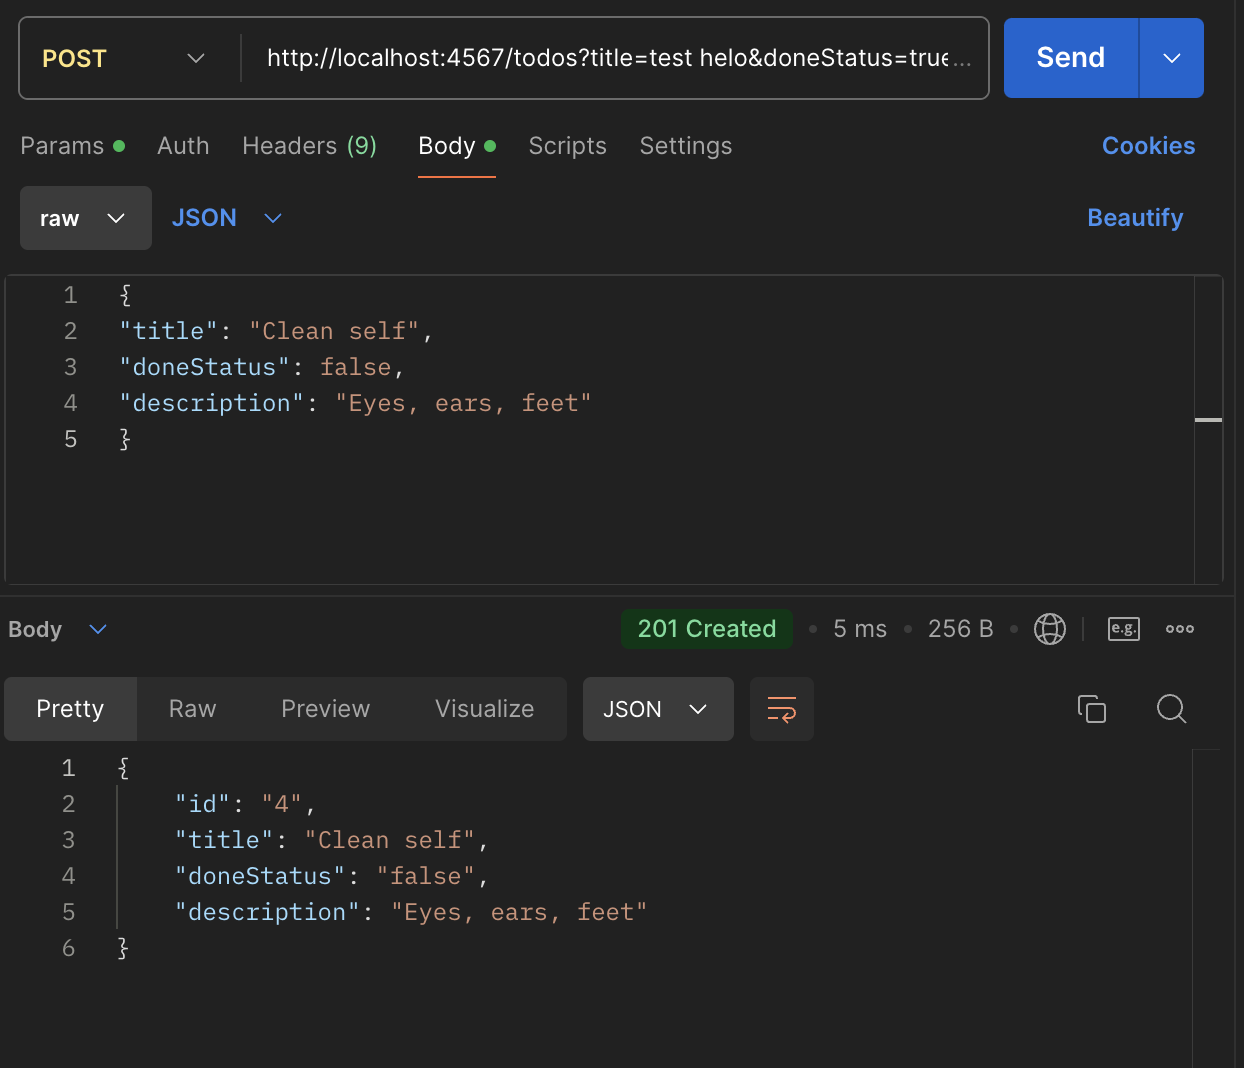 POST http://localhost:4567/todos?title=test helo&doneStatus=true... Send
Params Auth Headers (9) Body Scripts Settings Cookies
raw JSON Beautify
1 {
2 "title": "Clean self",
3 "doneStatus": false,
4 "description": "Eyes, ears, feet"
5 }
Body 201 Created • 5 ms • 256 B • e.g. ooo
Pretty Raw Preview Visualize JSON
1 {
2 "id": "4",
3 "title": "Clean self",
4 "doneStatus": "false",
5 "description": "Eyes, ears, feet"
6 }